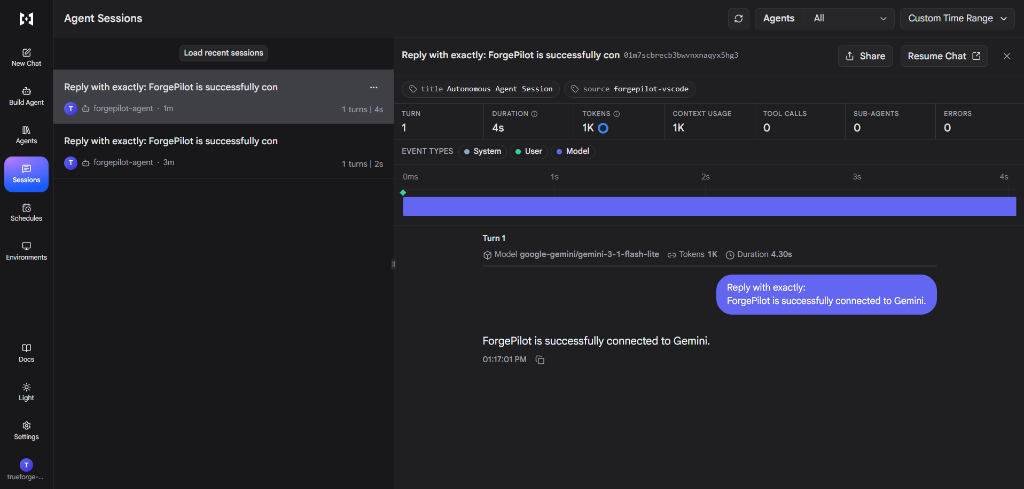 Agent Sessions
Agents All
Custom Time Range
New Chat
Build Agent
Agents
Sessions
Schedules
Environments
Docs
Light
Settings
T
trueforge-...
Load recent sessions
Reply with exactly: ForgePilot is successfully con
T forgepilot-agent · 1m 1 turns | 4s
Reply with exactly: ForgePilot is successfully con
T forgepilot-agent · 3m 1 turns | 2s
Reply with exactly: ForgePilot is successfully con 01m7scbrecb3bwvnxnaqyx5hg3
Share
Resume Chat
title Autonomous Agent Session source forgepilot-vscode
TURN DURATION TOKENS CONTEXT USAGE TOOL CALLS SUB-AGENTS ERRORS
1 4s 1K 1K 0 0 0
EVENT TYPES System User Model
0ms 1s 2s 3s 4s
Turn 1
Model google-gemini/gemini-3-1-flash-lite Tokens 1K Duration 4.30s
Reply with exactly:
ForgePilot is successfully connected to Gemini.
ForgePilot is successfully connected to Gemini.
01:17:01 PM